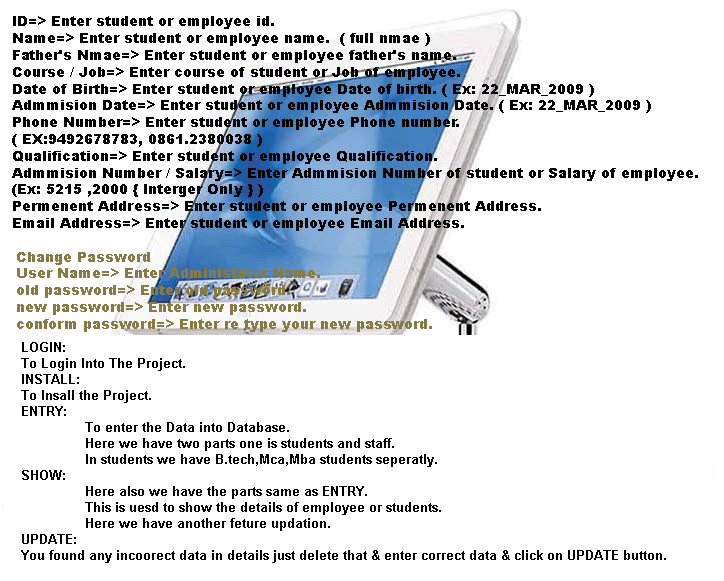 ID=> Enter student or employee id.
Name=> Enter student or employee name.  ( full nmae )
Father's Nmae=> Enter student or employee father's name.
Course / Job=> Enter course of student or Job of employee.
Date of Birth=> Enter student or employee Date of birth. ( Ex: 22_MAR_2009 )
Admmision Date=> Enter student or employee Admmision Date. ( Ex: 22_MAR_2009 )
Phone Number=> Enter student or employee Phone number.
( EX:9492678783, 0861.2380038 )
Qualification=> Enter student or employee Qualification.
Admmision Number / Salary=> Enter Admmision Number of student or Salary of employee.
(Ex: 5215 ,2000 { Interger Only } )
Permenent Address=> Enter student or employee Permenent Address.
Email Address=> Enter student or employee Email Address.
Change Password
User Name=> Enter Administator Name.
old password=> Enter old password.
new password=> Enter new password.
conform password=> Enter re type your new password.
LOGIN:
To Login Into The Project.
INSTALL:
To Insall the Project.
ENTRY:
To enter the Data into Database.
Here we have two parts one is students and staff.
In students we have B.tech,Mca,Mba students seperatly.
SHOW:
Here also we have the parts same as ENTRY.
This is uesd to show the details of employee or students.
Here we have another feture updation.
UPDATE:
You found any incoorect data in details just delete that & enter correct data & click on UPDATE button.